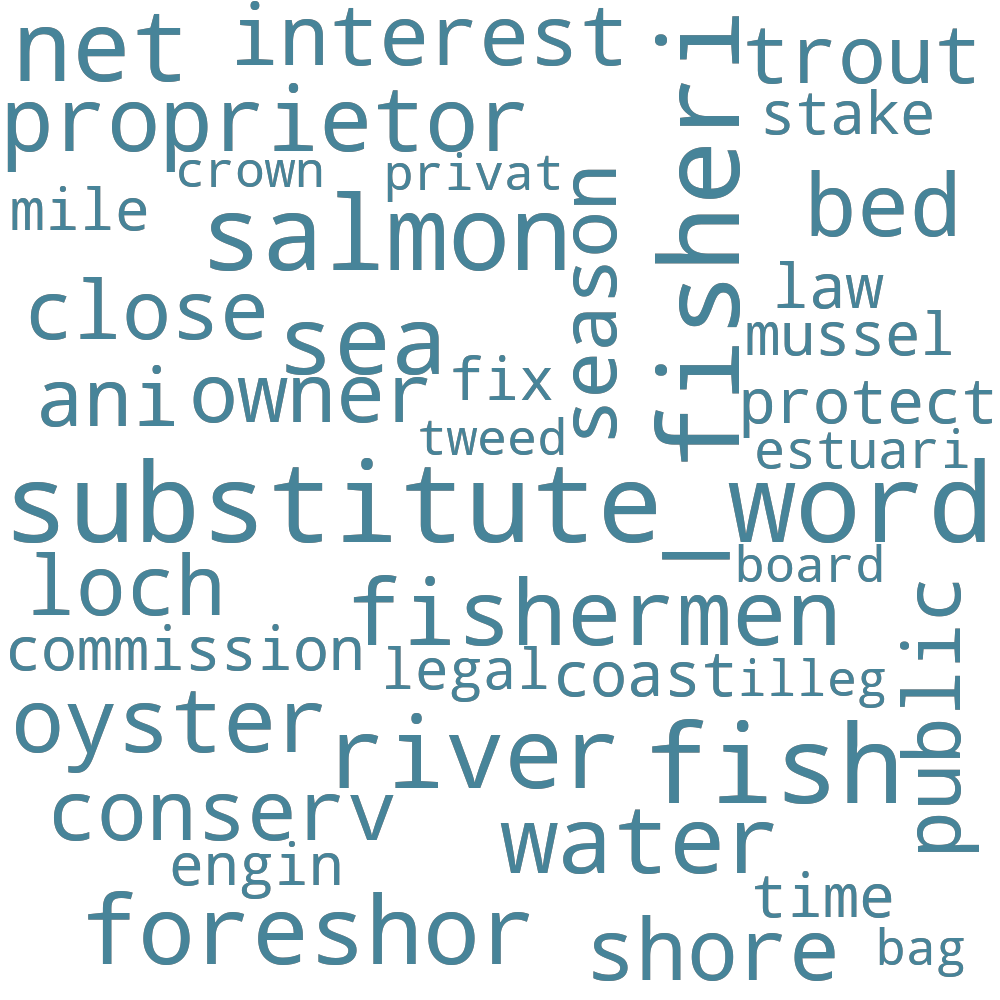 net
interest
fisheri
trout
proprietor
stake
crown
privat
mile
salmon
season
bed
close
sea
law
mussel
ani
owner
fix
protect
tweed
estuari
substitute_word
loch
board
fishermen
public
commission
legal
coast
illeg
oyster
river
fish
conserv
water
engin
time
foreshor
shore
bag